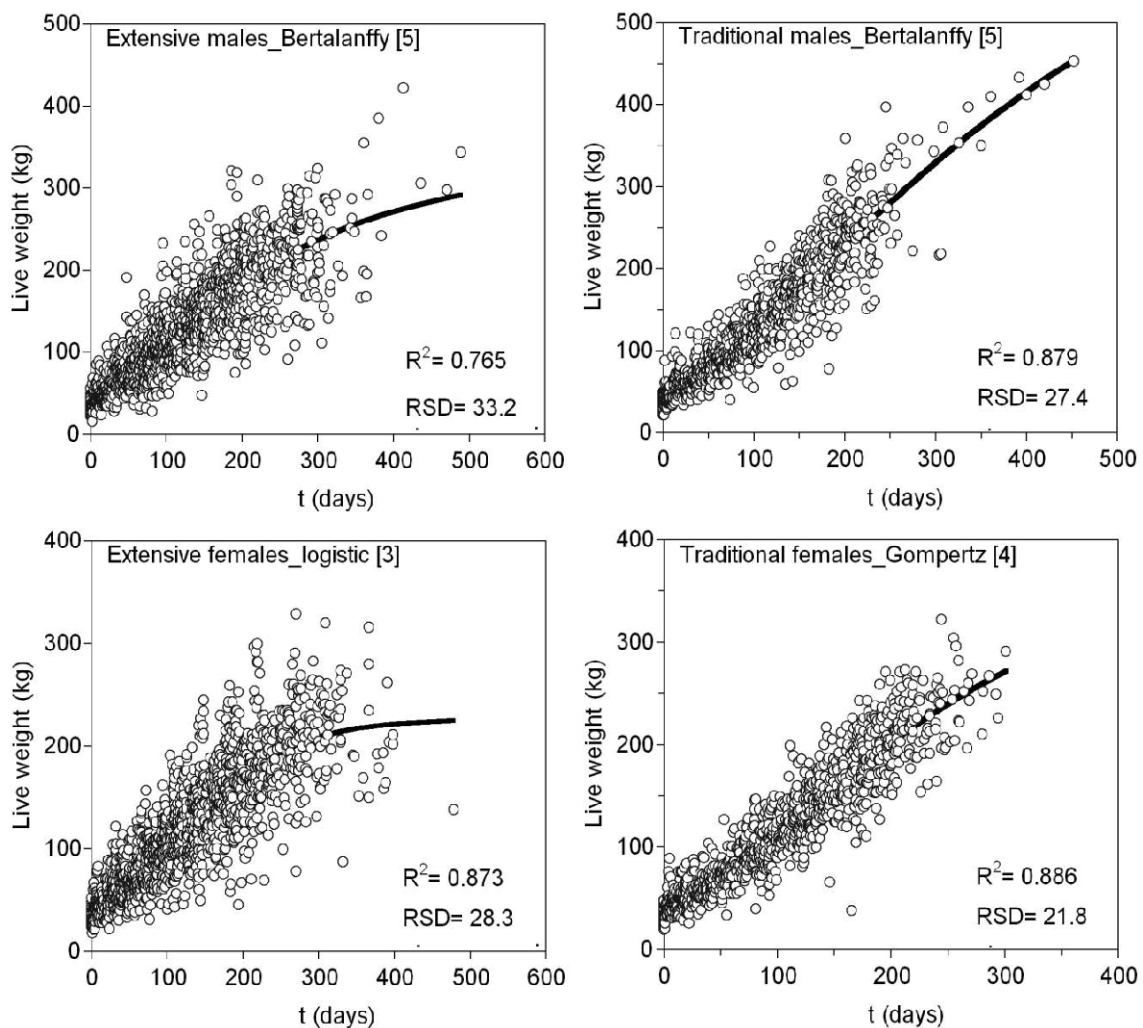 Extensive males_Bertalanffy [5]
500
400
300
200
100
0
Live weight (kg)
R²= 0.765
RSD= 33.2
0 100 200 300 400 500 600
t (days)
Traditional males_Bertalanffy [5]
500
400
300
200
100
0
Live weight (kg)
R²= 0.879
RSD= 27.4
0 100 200 300 400 500
t (days)
Extensive females_logistic [3]
400
300
200
100
0
Live weight (kg)
R²= 0.873
RSD= 28.3
0 100 200 300 400 500 600
t (days)
Traditional females_Gompertz [4]
400
300
200
100
0
Live weight (kg)
R²= 0.886
RSD= 21.8
0 100 200 300 400
t (days)